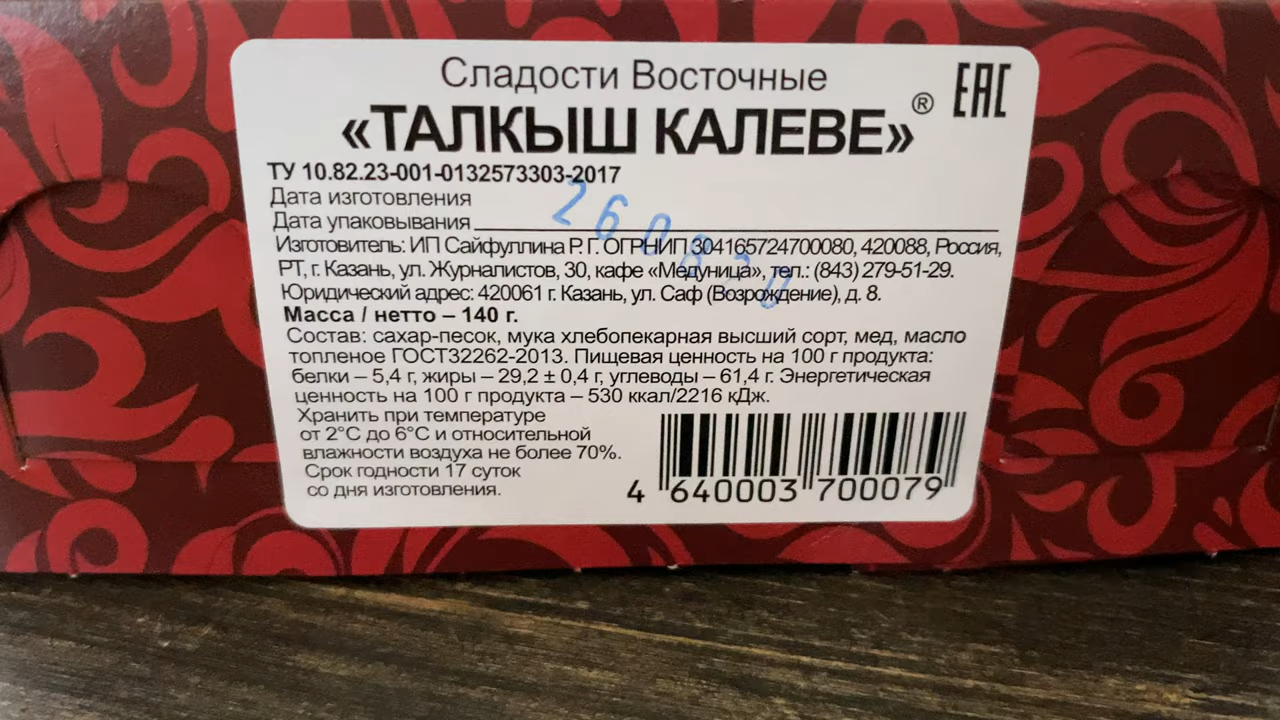 Сладости Восточные
EAC
«ТАЛКЫШ КАЛЕВЕ»®
ТУ 10.82.23-001-0132573303-2017
Дата изготовления
Дата упаковывания
260820
Изготовитель: ИП Сайфуллина Р. Г. ОГРНИП 304165724700080, 420088, Россия,
РТ, г. Казань, ул. Журналистов, 30, кафе «Медуница», тел.: (843) 279-51-29.
Юридический адрес: 420061 г. Казань, ул. Саф (Возрождение), д. 8.
Масса / нетто – 140 г.
Состав: сахар-песок, мука хлебопекарная высший сорт, мед, масло
топленое ГОСТ32262-2013. Пищевая ценность на 100 г продукта:
белки – 5,4 г, жиры – 29,2 ± 0,4 г, углеводы – 61,4 г. Энергетическая
ценность на 100 г продукта – 530 ккал/2216 кДж.
Хранить при температуре
от 2°С до 6°С и относительной
влажности воздуха не более 70%.
Срок годности 17 суток
со дня изготовления.
4 640003 700079